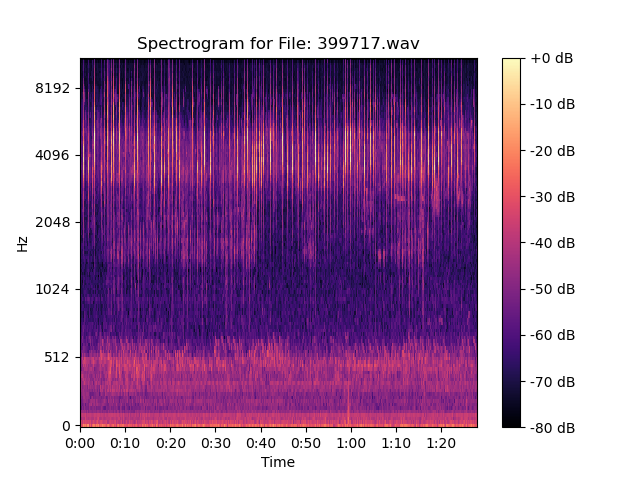 Spectrogram for File: 399717.wav
Hz
8192
4096
2048
1024
512
0
0:00 0:10 0:20 0:30 0:40 0:50 1:00 1:10 1:20
Time
+0 dB
-10 dB
-20 dB
-30 dB
-40 dB
-50 dB
-60 dB
-70 dB
-80 dB